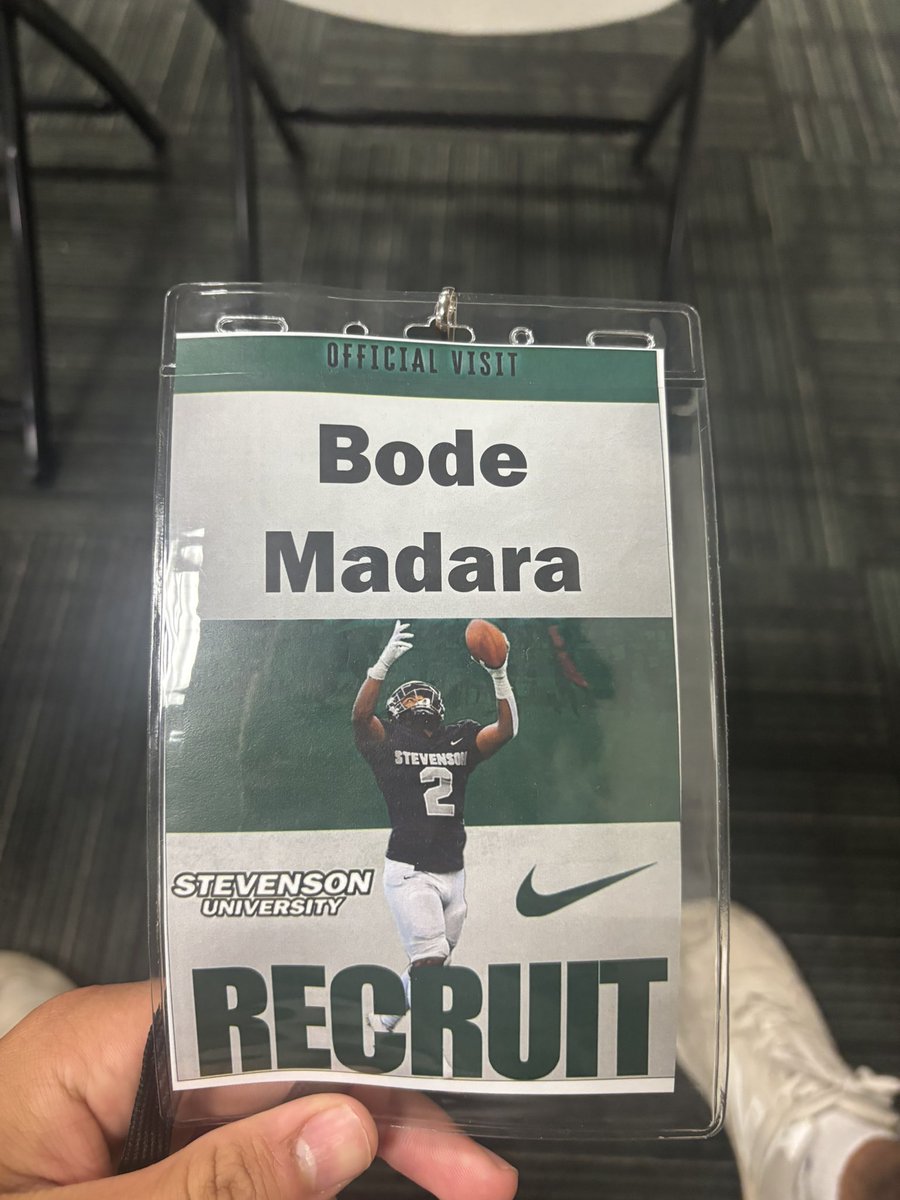 OFFICIAL VISIT
Bode
Madara
STEVENSON
2
STEVENSON
UNIVERSITY
RECRUIT